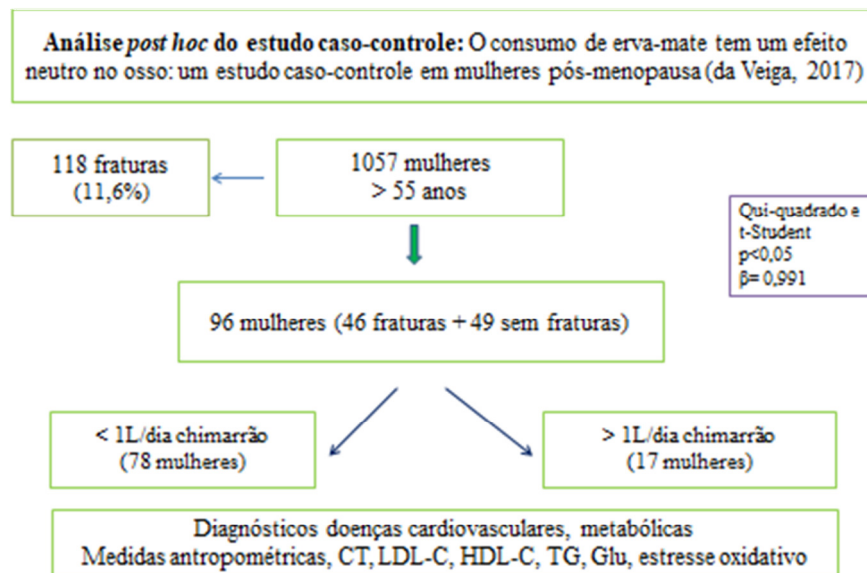 Análise post hoc do estudo caso-controle: O consumo de erva-mate tem um efeito
neutro no osso: um estudo caso-controle em mulheres pós-menopausa (da Veiga, 2017)
118 fraturas
(11,6%)
1057 mulheres
> 55 anos
Qui-quadrado e
t-Student
p<0,05
β= 0,991
96 mulheres (46 fraturas + 49 sem fraturas)
< 1L/dia chimarrão
(78 mulheres)
> 1L/dia chimarrão
(17 mulheres)
Diagnósticos doenças cardiovasculares, metabólicas
Medidas antropométricas, CT, LDL-C, HDL-C, TG, Glu, estresse oxidativo